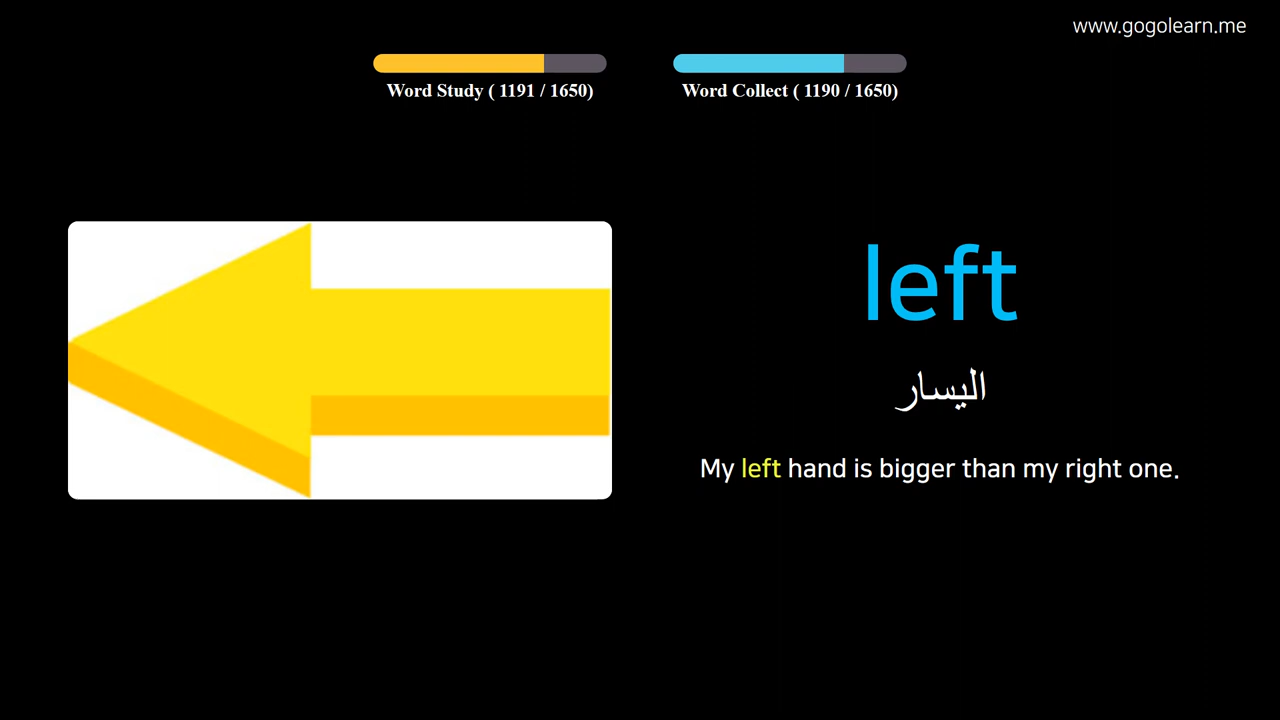 www.gogolearn.me
Word Study ( 1191 / 1650)
Word Collect ( 1190 / 1650)
left
اليسار
My left hand is bigger than my right one.